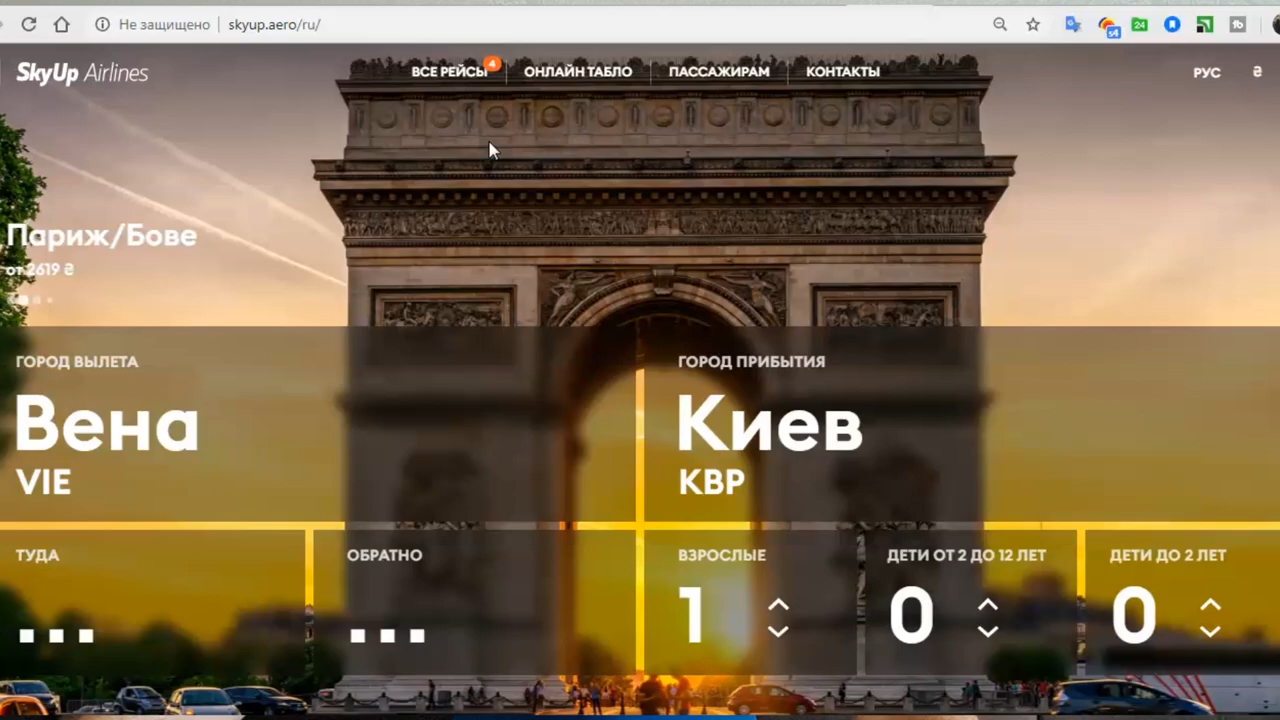 Не защищено
skyup.aero/ru/
24
s4
SkyUp Airlines
ВСЕ РЕЙСЫ 4
ОНЛАЙН ТАБЛО
ПАССАЖИРАМ
КОНТАКТЫ
РУС
₴
Париж/Бове
от 2619 ₴
ГОРОД ВЫЛЕТА
Вена
VIE
ГОРОД ПРИБЫТИЯ
Киев
KBP
ТУДА
...
ОБРАТНО
...
ВЗРОСЛЫЕ
1
ДЕТИ ОТ 2 ДО 12 ЛЕТ
0
ДЕТИ ДО 2 ЛЕТ
0